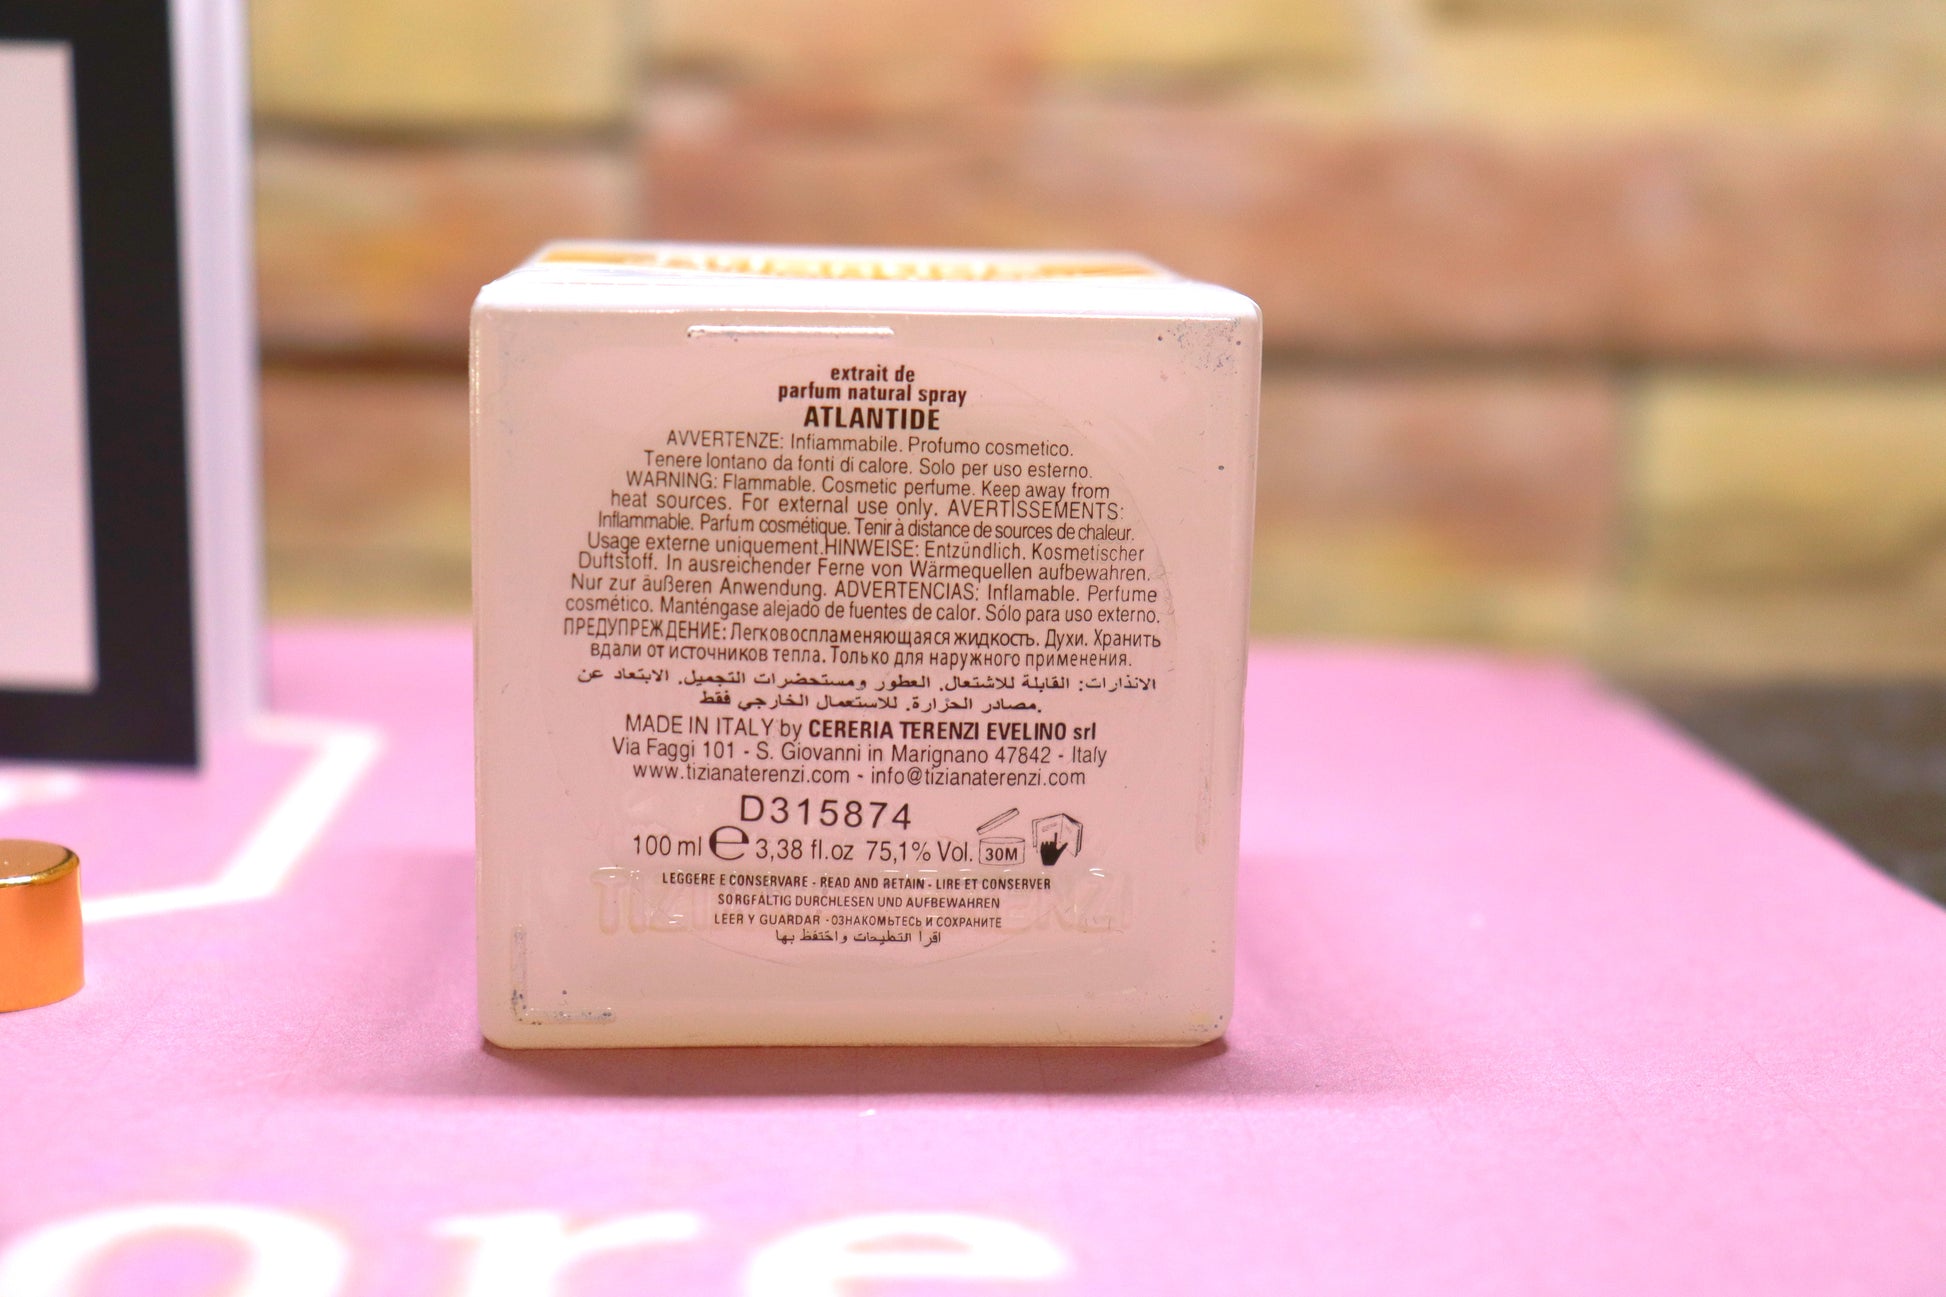 extrait de
parfum natural spray
ATLANTIDE
AVVERTENZE: Infiammabile. Profumo cosmetico.
Tenere lontano da fonti di calore. Solo per uso esterno.
WARNING: Flammable. Cosmetic perfume. Keep away from
heat sources. For external use only. AVERTISSEMENTS:
Inflammable. Parfum cosmétique. Tenir à distance de sources de chaleur.
Usage externe uniquement.HINWEISE: Entzündlich. Kosmetischer
Duftstoff. In ausreichender Ferne von Wärmequellen aufbewahren.
Nur zur äußeren Anwendung. ADVERTENCIAS: Inflamable. Perfume
cosmético. Manténgase alejado de fuentes de calor. Sólo para uso externo.
ПРЕДУПРЕЖДЕНИЕ: Легковоспламеняющаяся жидкость. Духи. Хранить
вдали от источников тепла. Только для наружного применения.
الانذارات: القابلة للاشتعال. العطور ومستحضرات التجميل. الابتعاد عن
مصادر الحرارة. للاستعمال الخارجي فقط.
MADE IN ITALY by CERERIA TERENZI EVELINO srl
Via Faggi 101 - S. Giovanni in Marignano 47842 - Italy
www.tizianaterenzi.com - info@tizianaterenzi.com
D315874
100 ml e 3,38 fl.oz 75,1% Vol. 30M
LEGGERE E CONSERVARE - READ AND RETAIN - LIRE ET CONSERVER
SORGFÄLTIG DURCHLESEN UND AUFBEWAHREN
LEER Y GUARDAR - ОЗНАКОМЬТЕСЬ И СОХРАНИТЕ
اقرأ التعليمات واحتفظ بها
TIZIANA TERENZI
ore